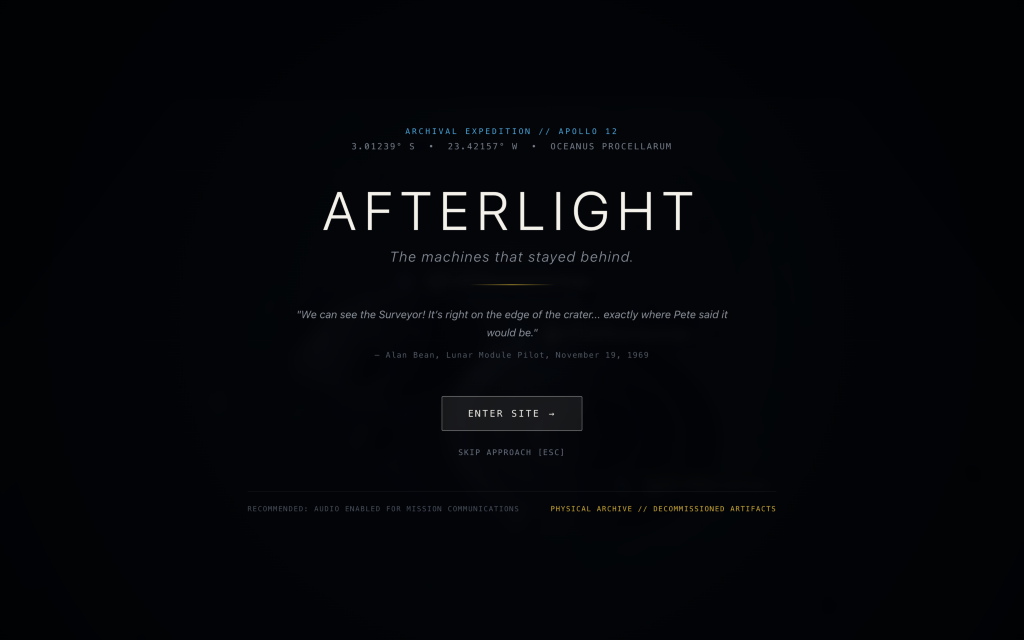 ARCHIVAL EXPEDITION // APOLLO 12
3.01239° S • 23.42157° W • OCEANUS PROCELLARUM
AFTERLIGHT
The machines that stayed behind.
"We can see the Surveyor! It's right on the edge of the crater... exactly where Pete said it
would be."
— Alan Bean, Lunar Module Pilot, November 19, 1969
ENTER SITE →
SKIP APPROACH [ESC]
RECOMMENDED: AUDIO ENABLED FOR MISSION COMMUNICATIONS
PHYSICAL ARCHIVE // DECOMMISSIONED ARTIFACTS